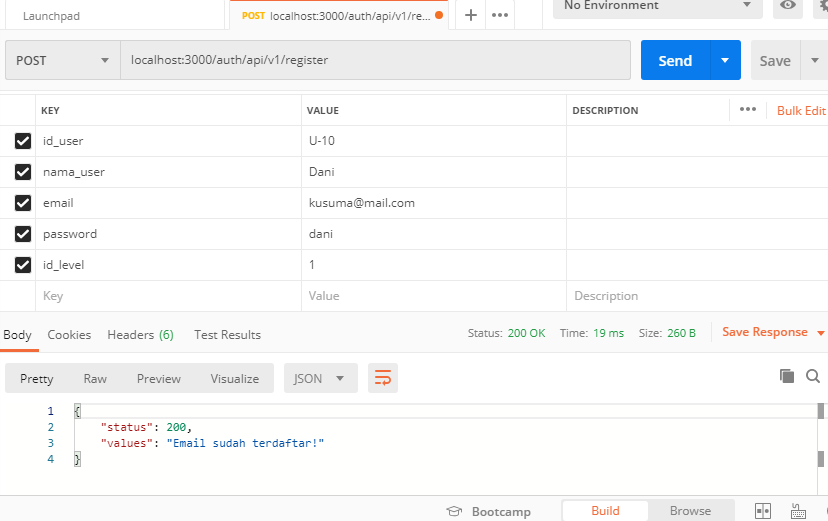 Launchpad
POST localhost:3000/auth/api/v1/re...
No Environment
POST localhost:3000/auth/api/v1/register Send Save
KEY VALUE DESCRIPTION Bulk Edit
id_user U-10
nama_user Dani
email kusuma@mail.com
password dani
id_level 1
Key Value Description
Body Cookies Headers (6) Test Results Status: 200 OK Time: 19 ms Size: 260 B Save Response
Pretty Raw Preview Visualize JSON
1 {
2 "status": 200,
3 "values": "Email sudah terdaftar!"
4 }
Bootcamp Build Browse